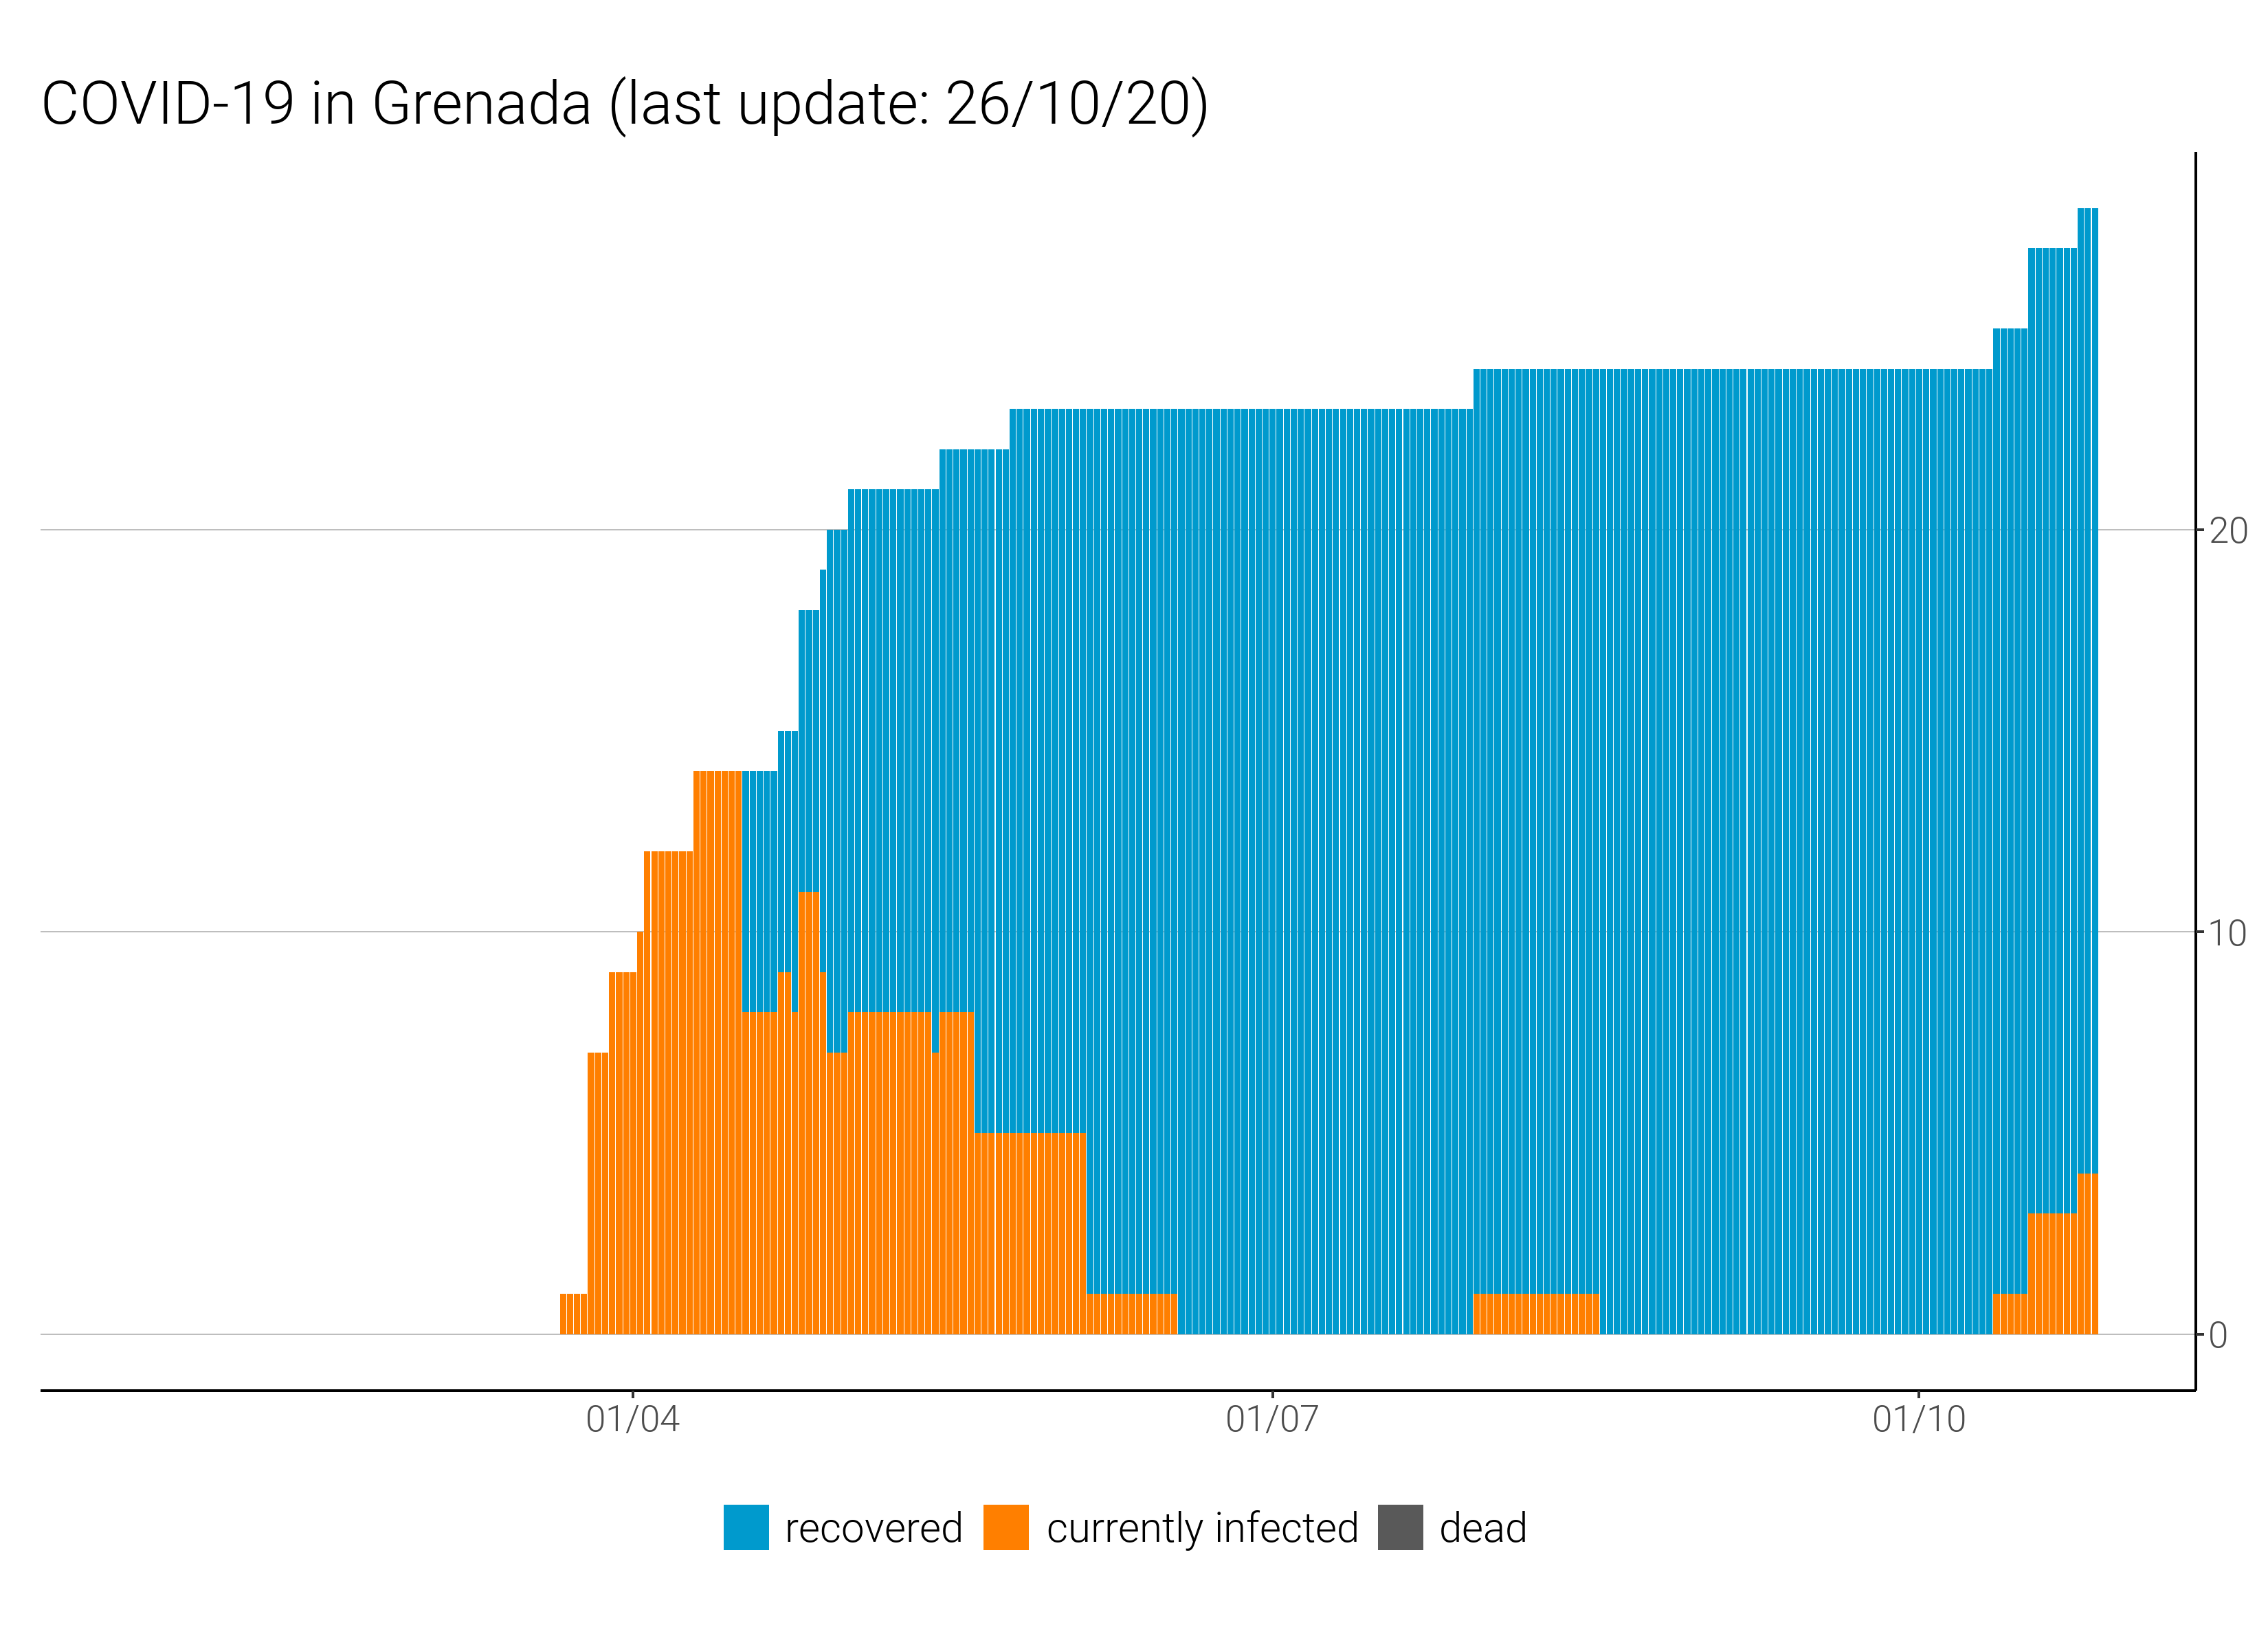 COVID-19 in Grenada (last update: 26/10/20)
20
10
0
01/04 01/07 01/10
recovered currently infected dead